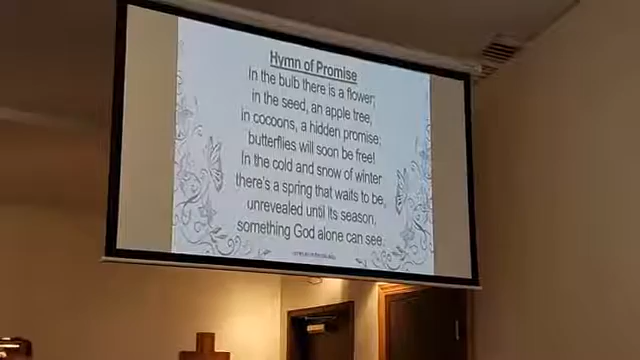 Hymn of Promise
In the bulb there is a flower;
in the seed, an apple tree;
in cocoons, a hidden promise;
butterflies will soon be free!
In the cold and snow of winter
there's a spring that waits to be,
unrevealed until its season,
something God alone can see.